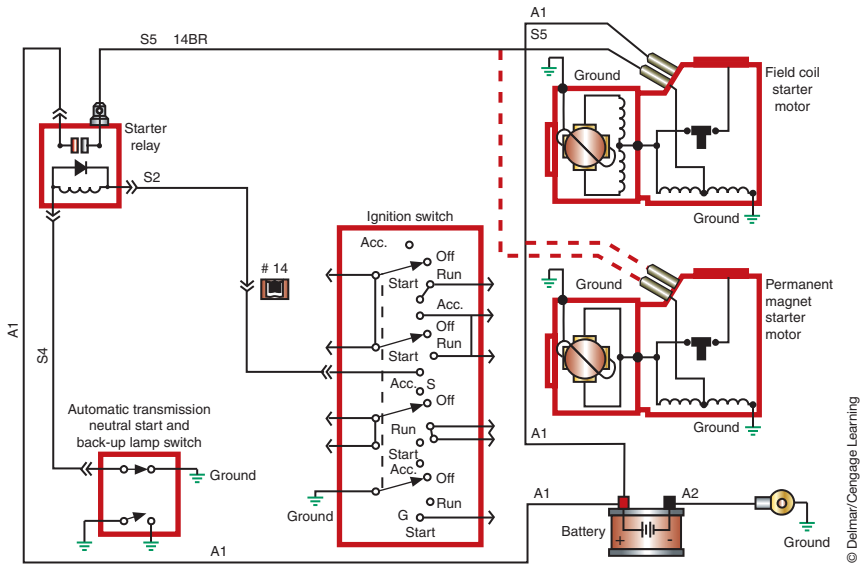 A1
S5 14BR
S5
Ground
Field coil
starter
motor
Starter
relay
S2
Ground
Ignition switch
Acc.
Off
Run
Start
# 14
Acc.
Off
Run
Start
Ground
Permanent
magnet
starter
motor
A1
S4
Acc. S
Off
Run
Start
Acc.
Off
Ground
Run
G
Start
Automatic transmission
neutral start and
back-up lamp switch
Ground
Ground
A1
A1
A2
Battery
+
-
Ground
A1
© Delmar/Cengage Learning